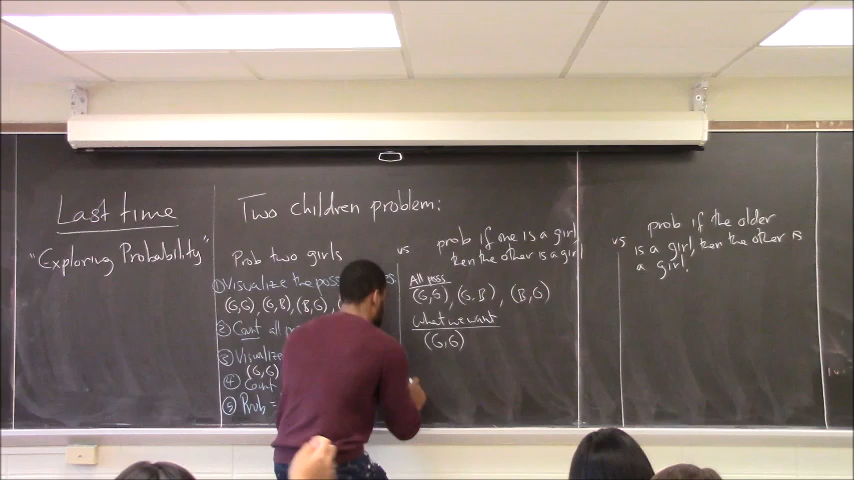 Last time
"Exploring Probability"
Two children problem:
Prob two girls
① Visualize the poss
(G,G), (G,B), (B,G),
② Count all
③ Visualize
(G,G)
④ Count
⑤ Prob =
vs
prob if one is a girl
then the other is a girl
All poss
(G,G), (G,B), (B,G)
what we want
(G,G)
vs
prob if the older
is a girl, then the other is
a girl.